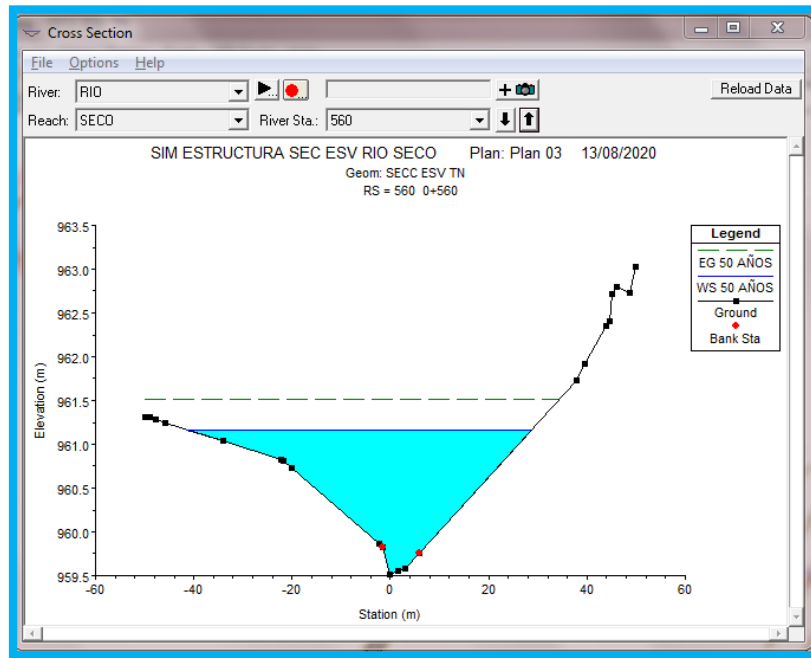 Cross Section
File Options Help
River: RIO Reload Data
Reach: SECO River Sta.: 560
SIM ESTRUCTURA SEC ESV RIO SECO Plan: Plan 03 13/08/2020
Geom: SECC ESV TN
RS = 560 0+560
963.5
963.0
962.5
962.0
961.5
961.0
960.5
960.0
959.5
Elevation (m)
-60 -40 -20 0 20 40 60
Station (m)
Legend
EG 50 AÑOS
WS 50 AÑOS
Ground
Bank Sta